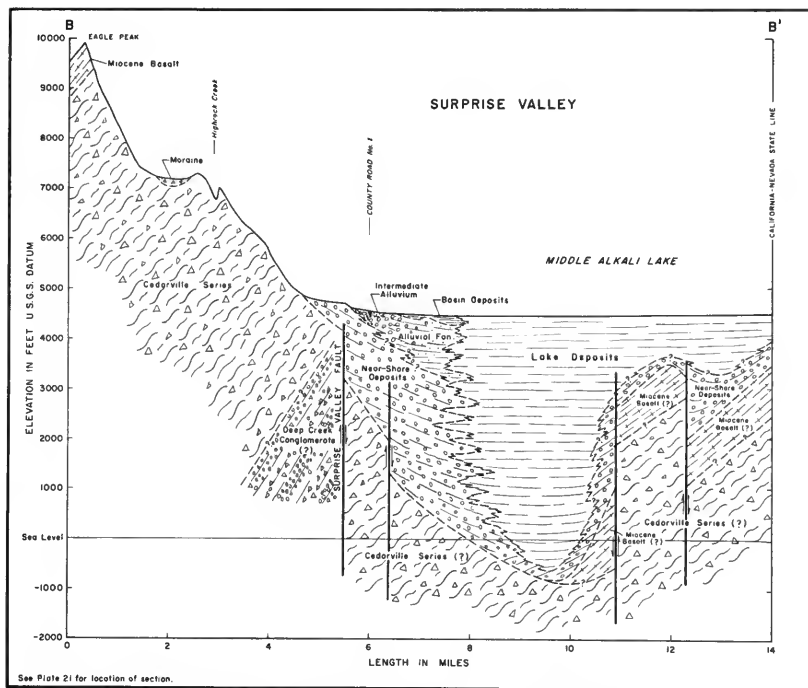 B
B'
EAGLE PEAK
Miocene Basalt
Highrock Creek
SURPRISE VALLEY
COUNTY ROAD No. 1
CALIFORNIA-NEVADA STATE LINE
Moraine
MIDDLE ALKALI LAKE
Cedarville Series
Intermediate
Alluvium
Basin Deposits
Alluvial Fan
Lake Deposits
Near-Shore
Deposits
Near-Shore
Deposits
Miocene
Basalt (?)
Miocene
Basalt (?)
Deep Creek
Conglomerate
(?)
SURPRISE VALLEY FAULT
Cedarville Series (?)
Cedarville Series (?)
Miocene
Basalt (?)
ELEVATION IN FEET U.S.G.S. DATUM
10000
9000
8000
7000
6000
5000
4000
3000
2000
1000
Sea Level
-1000
-2000
0
2
4
6
8
10
12
14
LENGTH IN MILES
See Plate 21 for location of section.